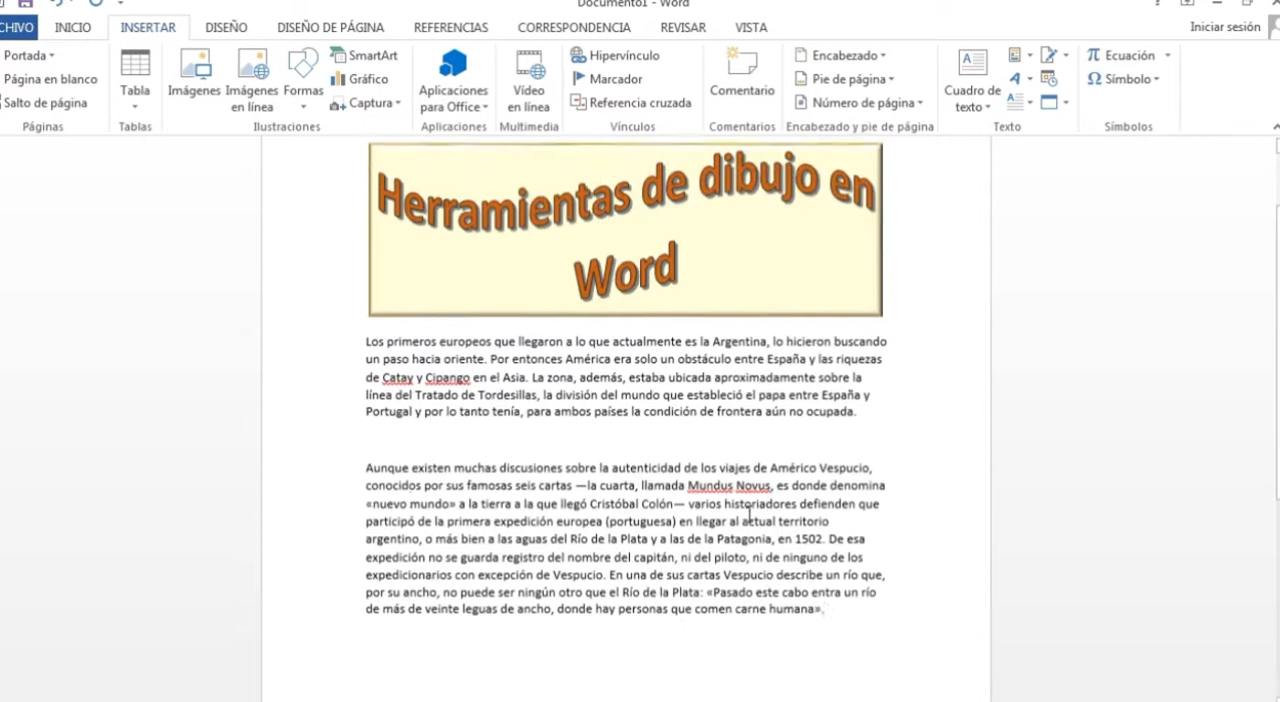 Documento1 - Word
CHIVO INICIO INSERTAR DISEÑO DISEÑO DE PÁGINA REFERENCIAS CORRESPONDENCIA REVISAR VISTA Iniciar sesión
Portada
Página en blanco
Salto de página
Páginas
Tabla
Tablas
Imágenes
Imágenes en línea
Formas
SmartArt
Gráfico
Captura
Ilustraciones
Aplicaciones para Office
Aplicaciones
Vídeo en línea
Multimedia
Hipervínculo
Marcador
Referencia cruzada
Vínculos
Comentario
Comentarios
Encabezado
Pie de página
Número de página
Encabezado y pie de página
Cuadro de texto
Texto
Ecuación
Símbolo
Símbolos
Herramientas de dibujo en
Word
Los primeros europeos que llegaron a lo que actualmente es la Argentina, lo hicieron buscando
un paso hacia oriente. Por entonces América era solo un obstáculo entre España y las riquezas
de Catay y Cipango en el Asia. La zona, además, estaba ubicada aproximadamente sobre la
línea del Tratado de Tordesillas, la división del mundo que estableció el papa entre España y
Portugal y por lo tanto tenía, para ambos países la condición de frontera aún no ocupada.
Aunque existen muchas discusiones sobre la autenticidad de los viajes de Américo Vespucio,
conocidos por sus famosas seis cartas —la cuarta, llamada Mundus Novus, es donde denomina
«nuevo mundo» a la tierra a la que llegó Cristóbal Colón— varios historiadores defienden que
participó de la primera expedición europea (portuguesa) en llegar al actual territorio
argentino, o más bien a las aguas del Río de la Plata y a las de la Patagonia, en 1502. De esa
expedición no se guarda registro del nombre del capitán, ni del piloto, ni de ninguno de los
expedicionarios con excepción de Vespucio. En una de sus cartas Vespucio describe un río que,
por su ancho, no puede ser ningún otro que el Río de la Plata: «Pasado este cabo entra un río
de más de veinte leguas de ancho, donde hay personas que comen carne humana».